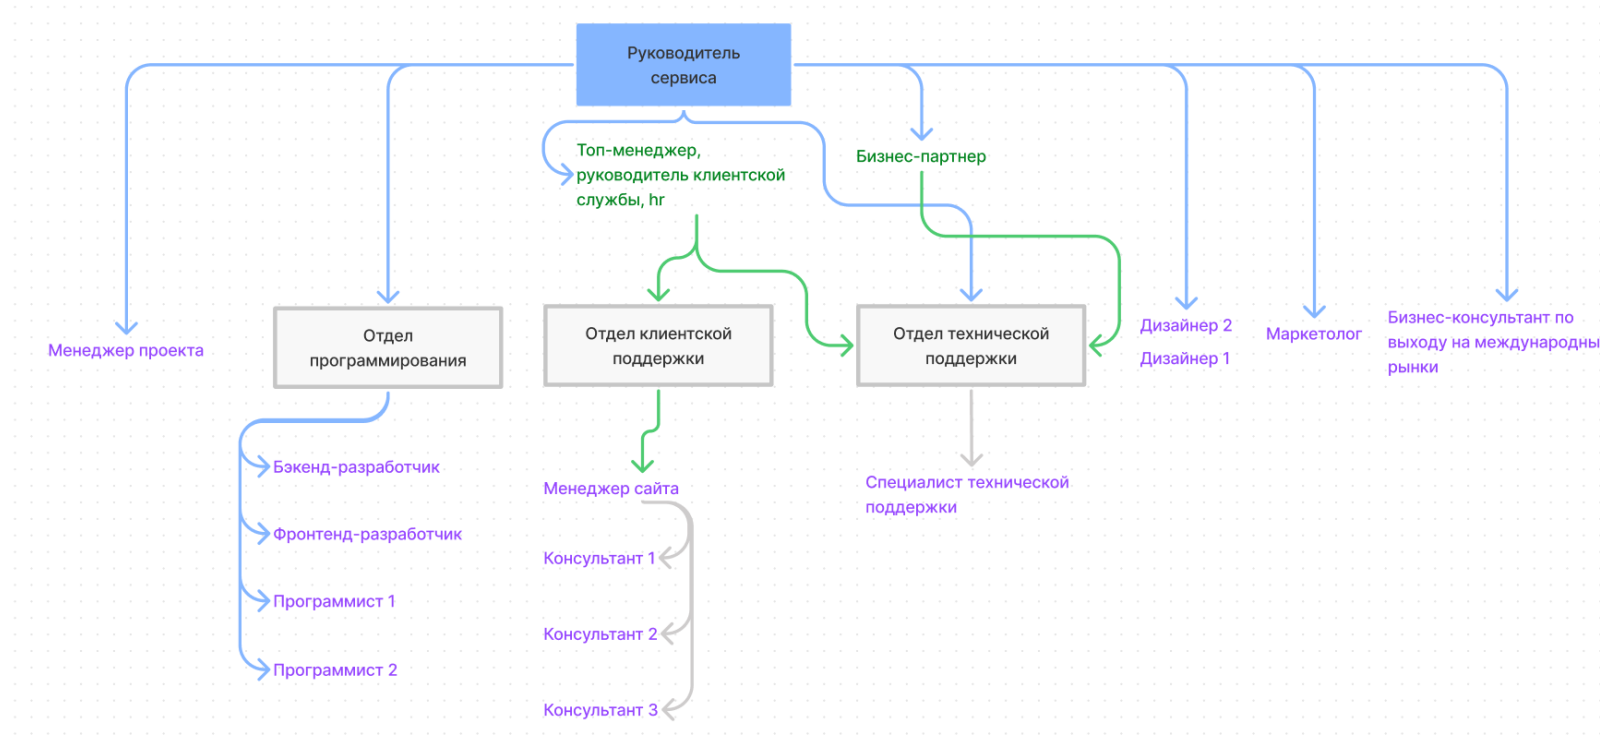 Руководитель
сервиса
Топ-менеджер,
руководитель клиентской
службы, hr
Бизнес-партнер
Менеджер проекта
Отдел
программирования
Отдел клиентской
поддержки
Отдел технической
поддержки
Дизайнер 2
Дизайнер 1
Маркетолог
Бизнес-консультант по
выходу на международны
рынки
Бэкенд-разработчик
Фронтенд-разработчик
Программист 1
Программист 2
Менеджер сайта
Консультант 1
Консультант 2
Консультант 3
Специалист технической
поддержки